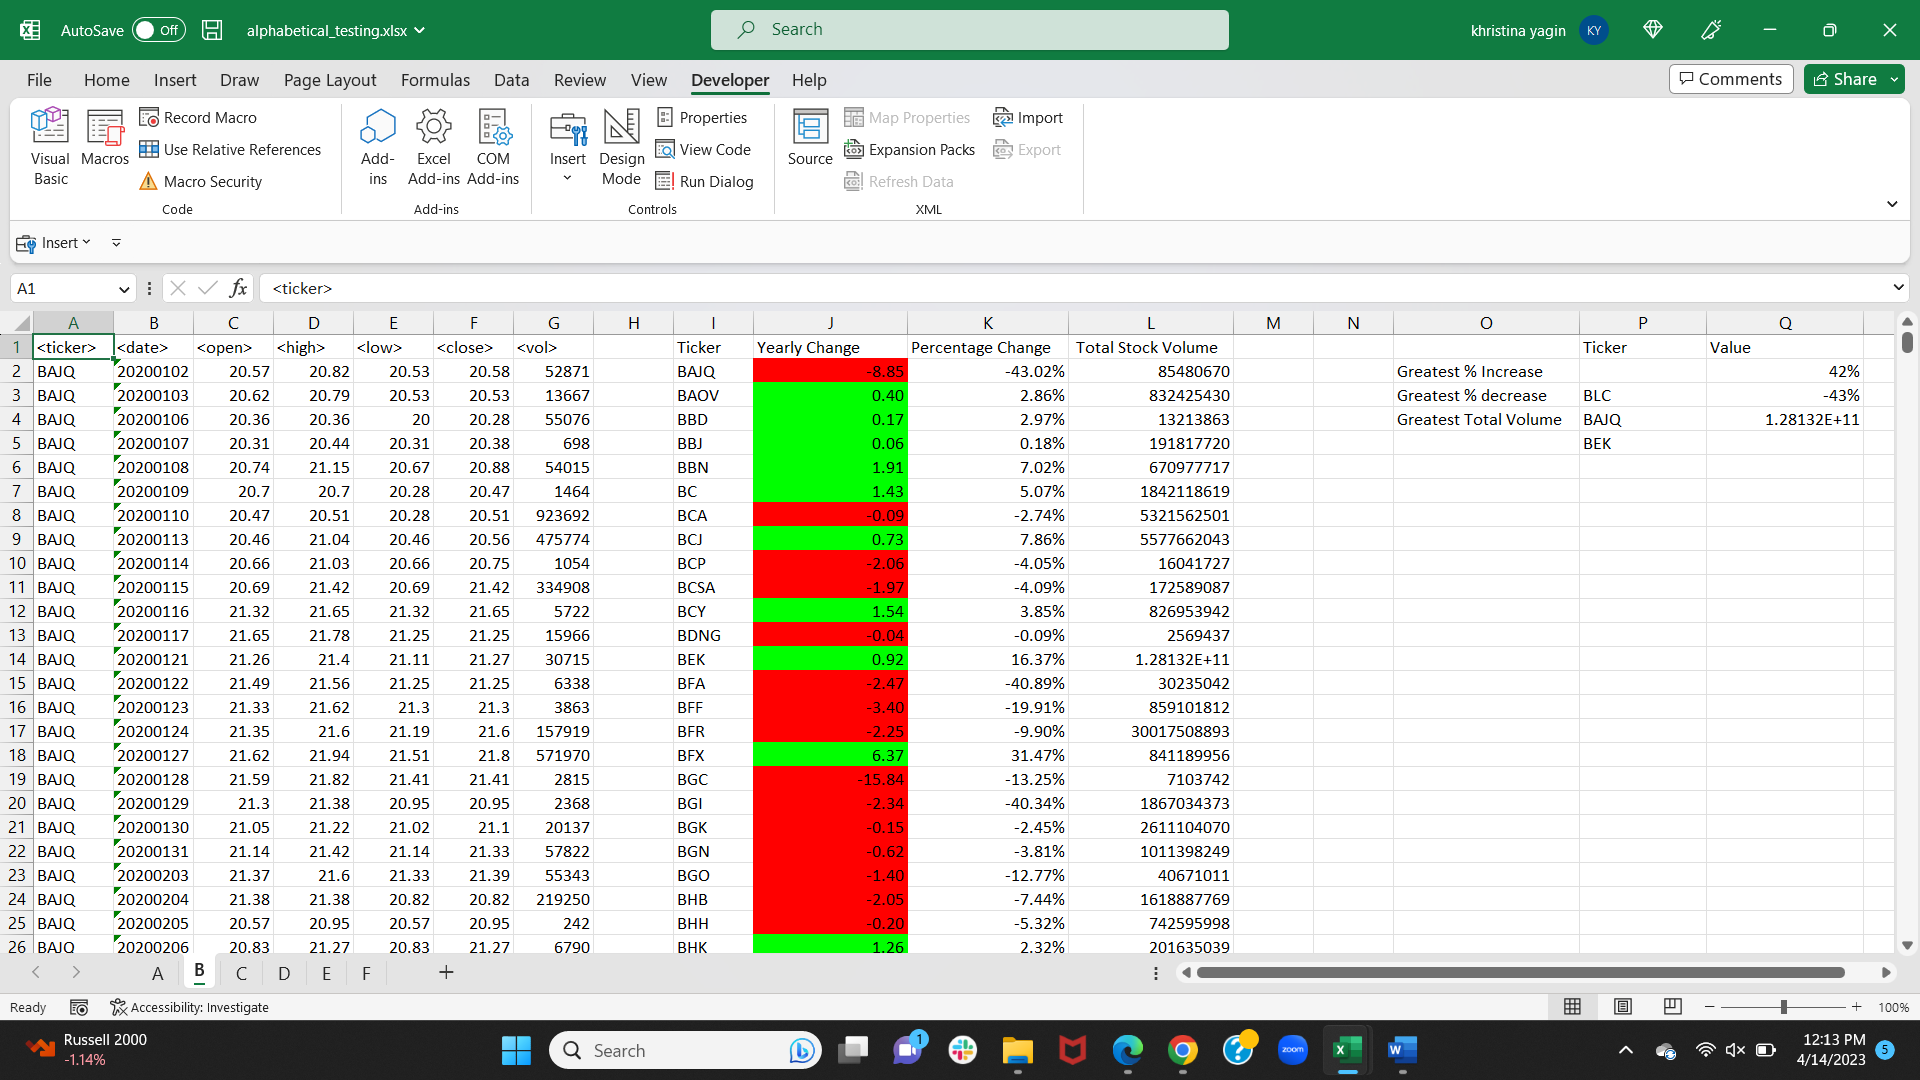 AutoSave Off alphabetical_testing.xlsx Search khristina yagin KY
File Home Insert Draw Page Layout Formulas Data Review View Developer Help Comments Share
Visual Basic
Macros
Record Macro
Use Relative References
Macro Security
Code
Add-ins
Excel Add-ins
COM Add-ins
Add-ins
Insert
Design Mode
Properties
View Code
Run Dialog
Controls
Source
Map Properties
Expansion Packs
Refresh Data
Import
Export
XML
Insert
A1 fx <ticker>
A B C D E F G H I J K L M N O P Q
1 <ticker> <date> <open> <high> <low> <close> <vol> Ticker Yearly Change Percentage Change Total Stock Volume Ticker Value
2 BAJQ 20200102 20.57 20.82 20.53 20.58 52871 BAJQ -8.85 -43.02% 85480670 Greatest % Increase 42%
3 BAJQ 20200103 20.62 20.79 20.53 20.53 13667 BAOV 0.40 2.86% 832425430 Greatest % decrease BLC -43%
4 BAJQ 20200106 20.36 20.36 20 20.28 55076 BBD 0.17 2.97% 13213863 Greatest Total Volume BAJQ 1.28132E+11
5 BAJQ 20200107 20.31 20.44 20.31 20.38 698 BBJ 0.06 0.18% 191817720 BEK
6 BAJQ 20200108 20.74 21.15 20.67 20.88 54015 BBN 1.91 7.02% 670977717
7 BAJQ 20200109 20.7 20.7 20.28 20.47 1464 BC 1.43 5.07% 1842118619
8 BAJQ 20200110 20.47 20.51 20.28 20.51 923692 BCA -0.09 -2.74% 5321562501
9 BAJQ 20200113 20.46 21.04 20.46 20.56 475774 BCJ 0.73 7.86% 5577662043
10 BAJQ 20200114 20.66 21.03 20.66 20.75 1054 BCP -2.06 -4.05% 16041727
11 BAJQ 20200115 20.69 21.42 20.69 21.42 334908 BCSA -1.97 -4.09% 172589087
12 BAJQ 20200116 21.32 21.65 21.32 21.65 5722 BCY 1.54 3.85% 826953942
13 BAJQ 20200117 21.65 21.78 21.25 21.25 15966 BDNG -0.04 -0.09% 2569437
14 BAJQ 20200121 21.26 21.4 21.11 21.27 30715 BEK 0.92 16.37% 1.28132E+11
15 BAJQ 20200122 21.49 21.56 21.25 21.25 6338 BFA -2.47 -40.89% 30235042
16 BAJQ 20200123 21.33 21.62 21.3 21.3 3863 BFF -3.40 -19.91% 859101812
17 BAJQ 20200124 21.35 21.6 21.19 21.6 157919 BFR -2.25 -9.90% 30017508893
18 BAJQ 20200127 21.62 21.94 21.51 21.8 571970 BFX 6.37 31.47% 841189956
19 BAJQ 20200128 21.59 21.82 21.41 21.41 2815 BGC -15.84 -13.25% 7103742
20 BAJQ 20200129 21.3 21.38 20.95 20.95 2368 BGI -2.34 -40.34% 1867034373
21 BAJQ 20200130 21.05 21.22 21.02 21.1 20137 BGK -0.15 -2.45% 2611104070
22 BAJQ 20200131 21.14 21.42 21.14 21.33 57822 BGN -0.62 -3.81% 1011398249
23 BAJQ 20200203 21.37 21.6 21.33 21.39 55343 BGO -1.40 -12.77% 40671011
24 BAJQ 20200204 21.38 21.38 20.82 20.82 219250 BHB -2.05 -7.44% 1618887769
25 BAJQ 20200205 20.57 20.95 20.57 20.95 242 BHH -0.20 -5.32% 742595998
26 BAJQ 20200206 20.83 21.27 20.83 21.27 6790 BHK 1.26 2.32% 201635039
A B C D E F
Ready Accessibility: Investigate 100%
Russell 2000
-1.14%
Search
1
zoom
12:13 PM
4/14/2023
5